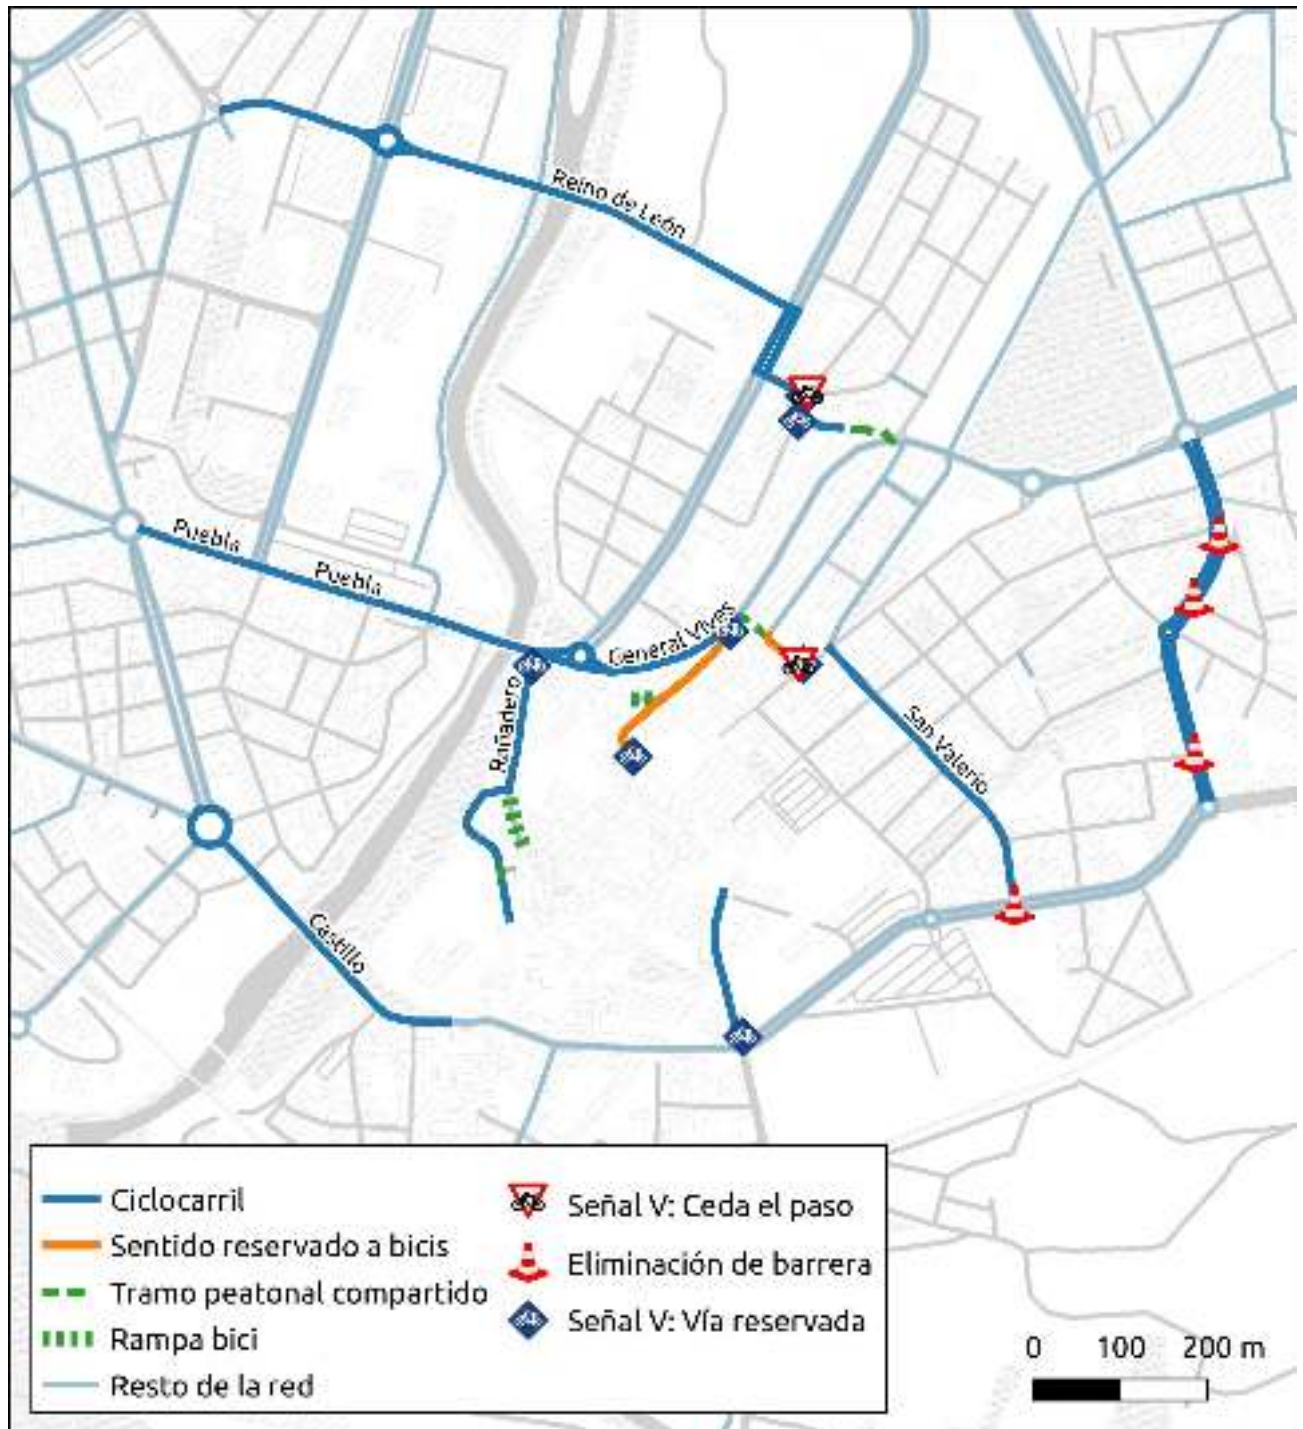 Reino de León
Puebla
Puebla
General Vives
Bañadero
San Valerio
Castillo
Ciclocarril
Sentido reservado a bicis
Tramo peatonal compartido
Rampa bici
Resto de la red
Señal V: Ceda el paso
Eliminación de barrera
Señal V: Vía reservada
0 100 200 m